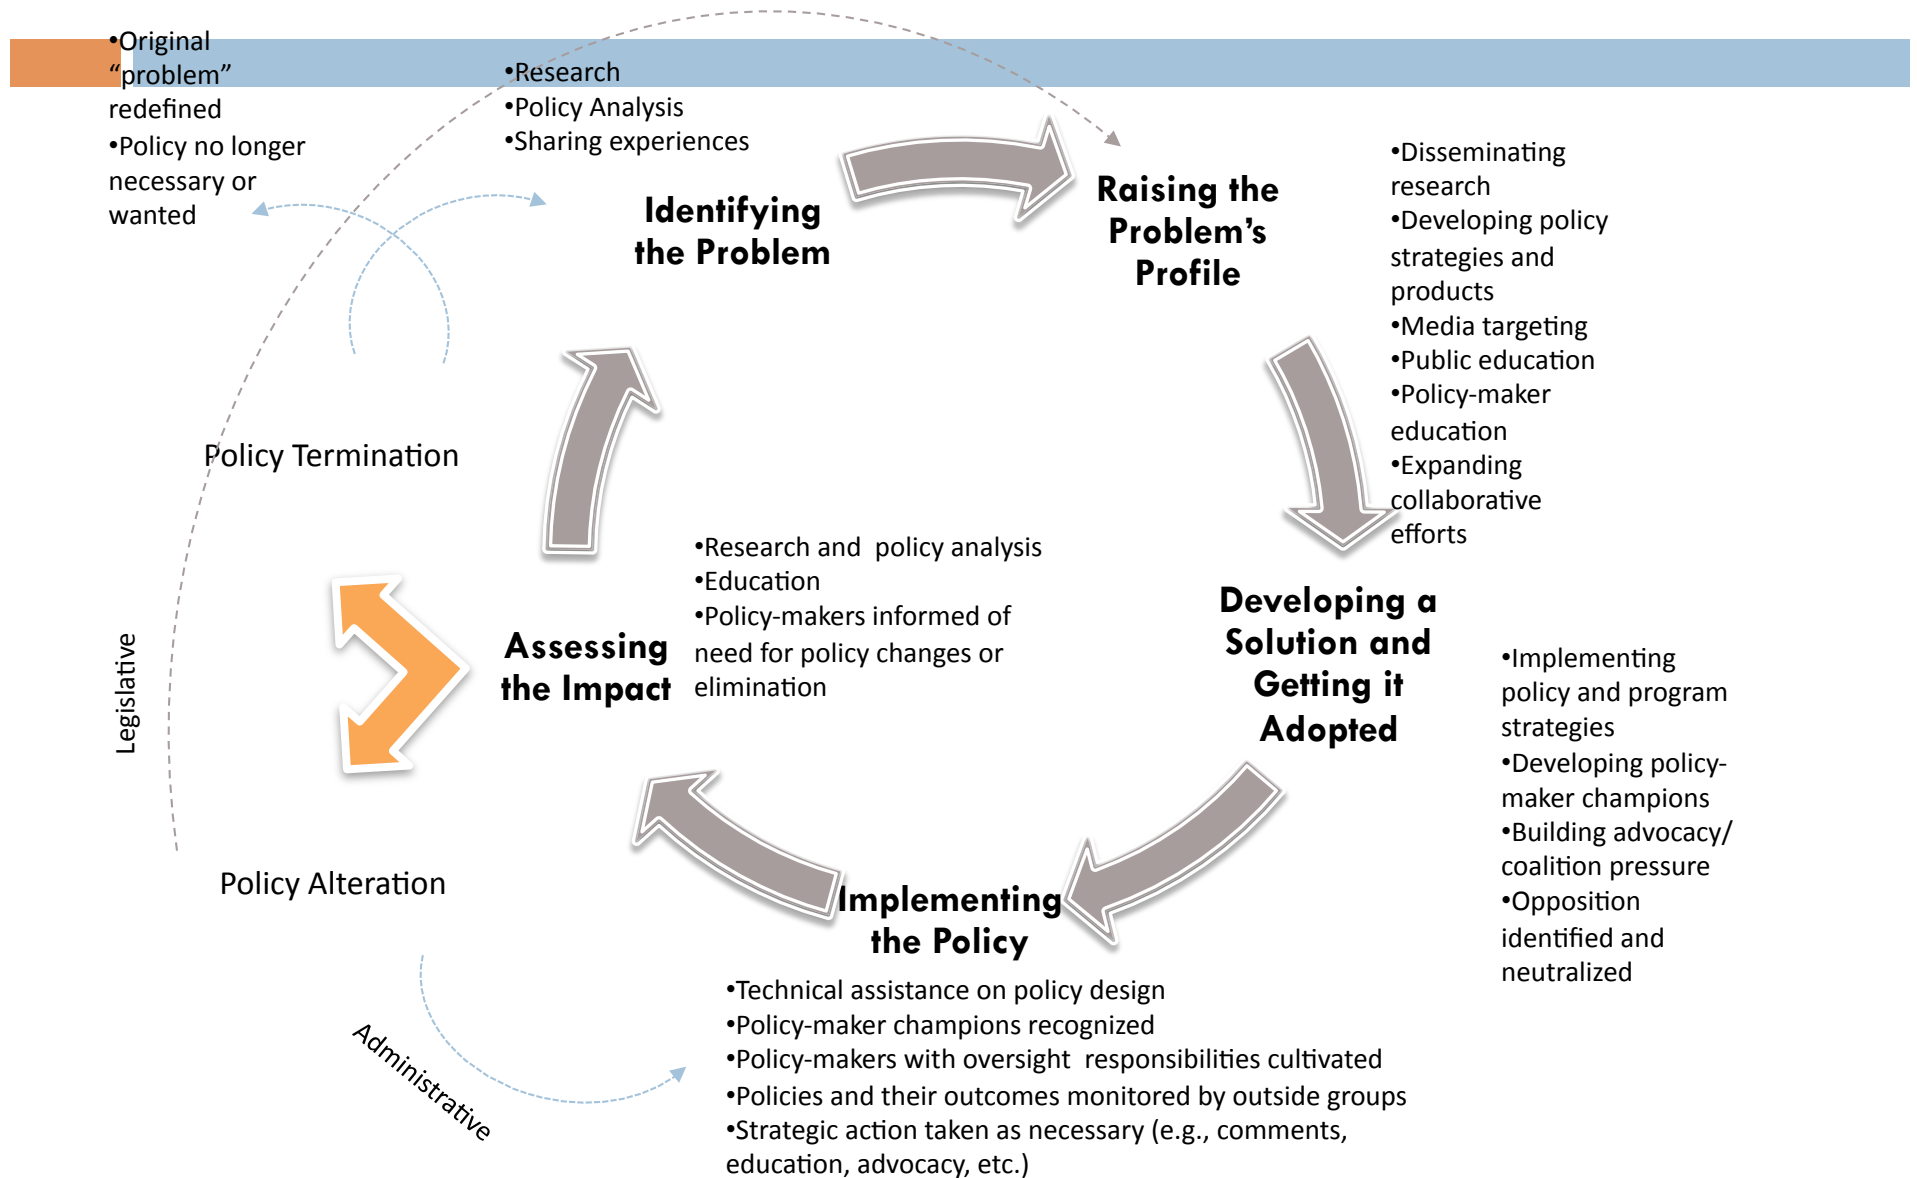 •Original
“problem”
redefined
•Policy no longer
necessary or
wanted
•Research
•Policy Analysis
•Sharing experiences
Identifying
the Problem
Raising the
Problem’s
Profile
•Disseminating
research
•Developing policy
strategies and
products
•Media targeting
•Public education
•Policy-maker
education
•Expanding
collaborative
efforts
Policy Termination
•Research and  policy analysis
•Education
•Policy-makers informed of
need for policy changes or
elimination
Assessing
the Impact
Developing a
Solution and
Getting it
Adopted
•Implementing
policy and program
strategies
•Developing policy-
maker champions
•Building advocacy/
coalition pressure
•Opposition
identified and
neutralized
Legislative
Policy Alteration
Implementing
the Policy
•Technical assistance on policy design
•Policy-maker champions recognized
•Policy-makers with oversight  responsibilities cultivated
•Policies and their outcomes monitored by outside groups
•Strategic action taken as necessary (e.g., comments,
education, advocacy, etc.)
Administrative